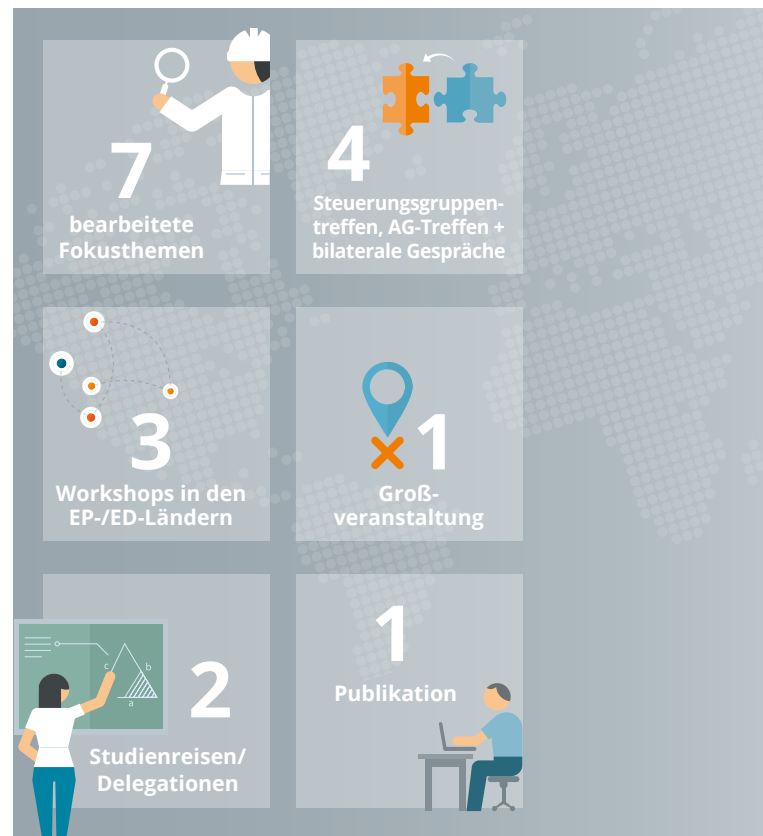 7
bearbeitete
Fokusthemen
4
Steuerungsgruppen-
treffen, AG-Treffen +
bilaterale Gespräche
3
Workshops in den
EP-/ED-Ländern
1
Groß-
veranstaltung
c
b
a
2
Studienreisen/
Delegationen
1
Publikation